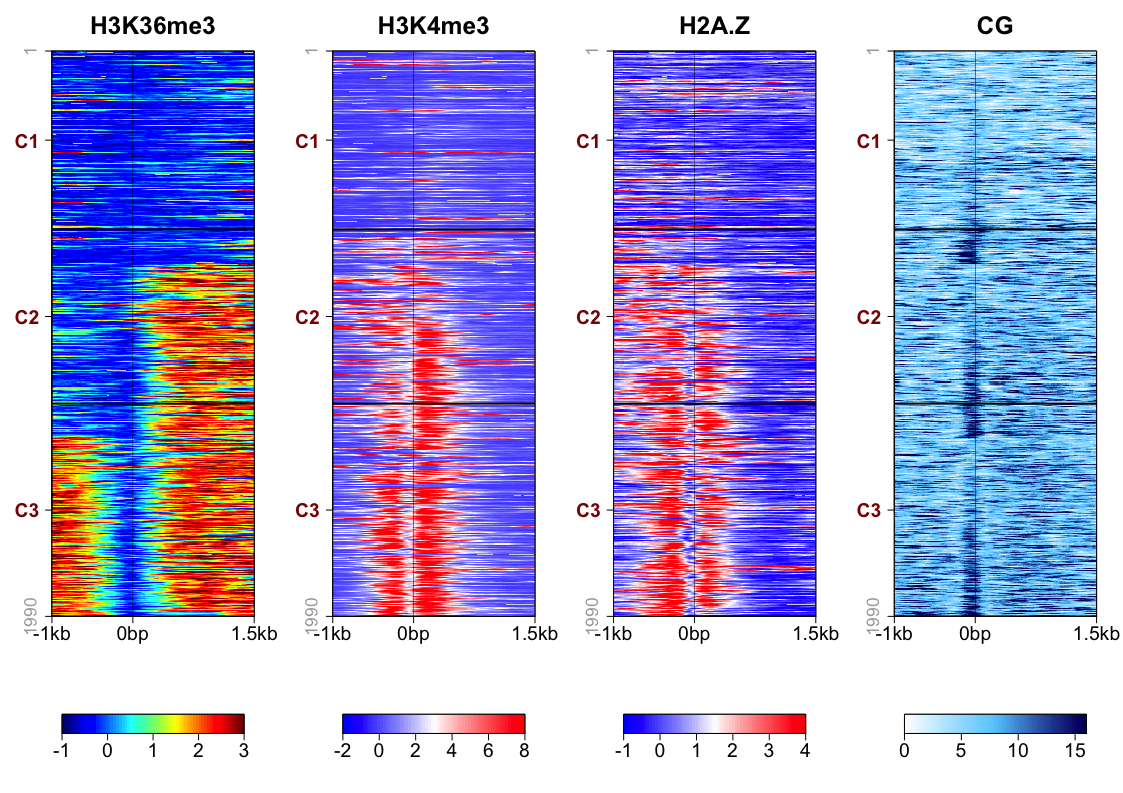 H3K36me3 H3K4me3 H2A.Z CG
1 1 1 1
C1 C1 C1 C1
C2 C2 C2 C2
C3 C3 C3 C3
1990 1990 1990 1990
-1kb 0bp 1.5kb -1kb 0bp 1.5kb -1kb 0bp 1.5kb -1kb 0bp 1.5kb
-1 0 1 2 3 -2 0 2 4 6 8 -1 0 1 2 3 4 0 5 10 15